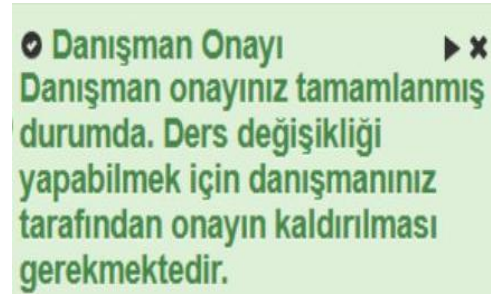 Danışman Onayı
Danışman onayınız tamamlanmış
durumda. Ders değişikliği
yapabilmek için danışmanınız
tarafından onayın kaldırılması
gerekmektedir.